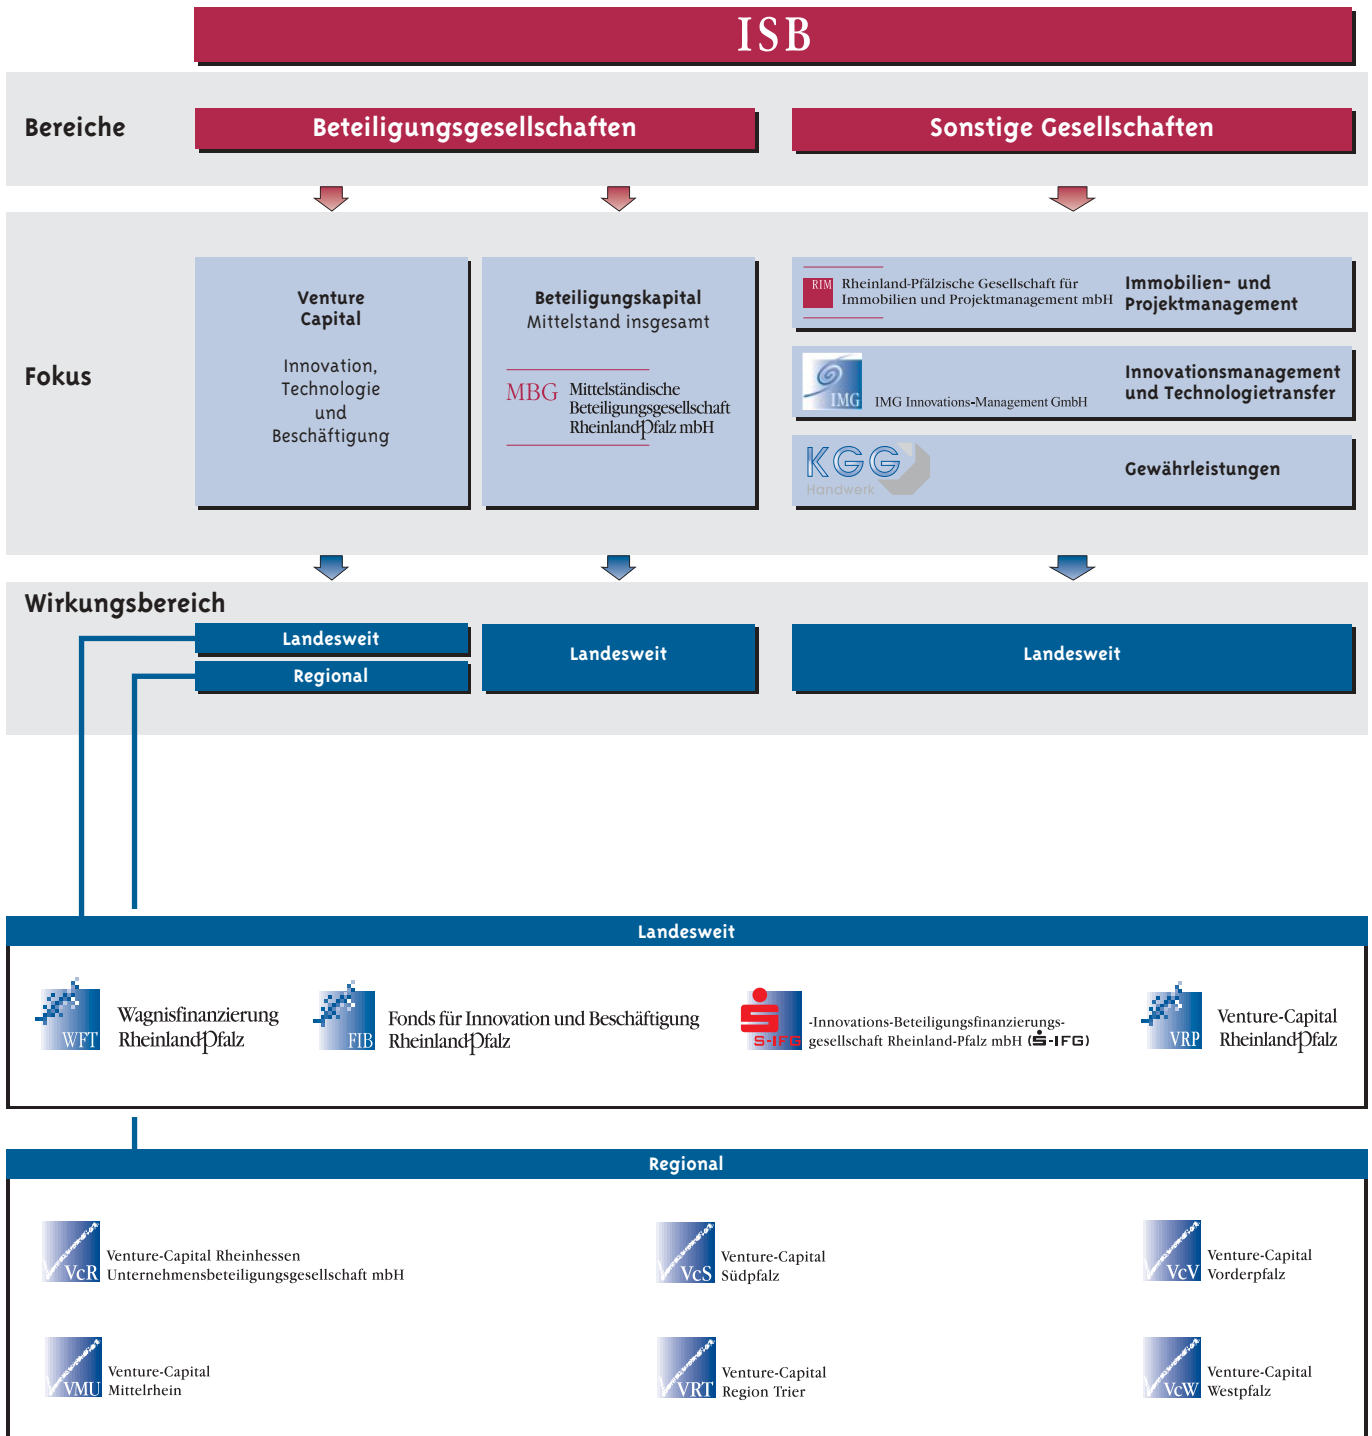 ISB
Bereiche
Beteiligungsgesellschaften
Sonstige Gesellschaften
Fokus
Venture
Capital
Innovation,
Technologie
und
Beschäftigung
Beteiligungskapital
Mittelstand insgesamt
MBG Mittelständische
Beteiligungsgesellschaft
Rheinland-Pfalz mbH
RIM Rheinland-Pfälzische Gesellschaft für
Immobilien und Projektmanagement mbH
Immobilien- und
Projektmanagement
IMG
IMG Innovations-Management GmbH
Innovationsmanagement
und Technologietransfer
KGG
Handwerk
Gewährleistungen
Wirkungsbereich
Landesweit
Regional
Landesweit
Landesweit
Landesweit
WFT
Wagnisfinanzierung
Rheinland-Pfalz
FIB
Fonds für Innovation und Beschäftigung
Rheinland-Pfalz
S-IFG
-Innovations-Beteiligungsfinanzierungs-
gesellschaft Rheinland-Pfalz mbH (S-IFG)
VRP
Venture-Capital
Rheinland-Pfalz
Regional
VcR
Venture-Capital Rheinhessen
Unternehmensbeteiligungsgesellschaft mbH
VcS
Venture-Capital
Südpfalz
VcV
Venture-Capital
Vorderpfalz
VMU
Venture-Capital
Mittelrhein
VRT
Venture-Capital
Region Trier
VcW
Venture-Capital
Westpfalz